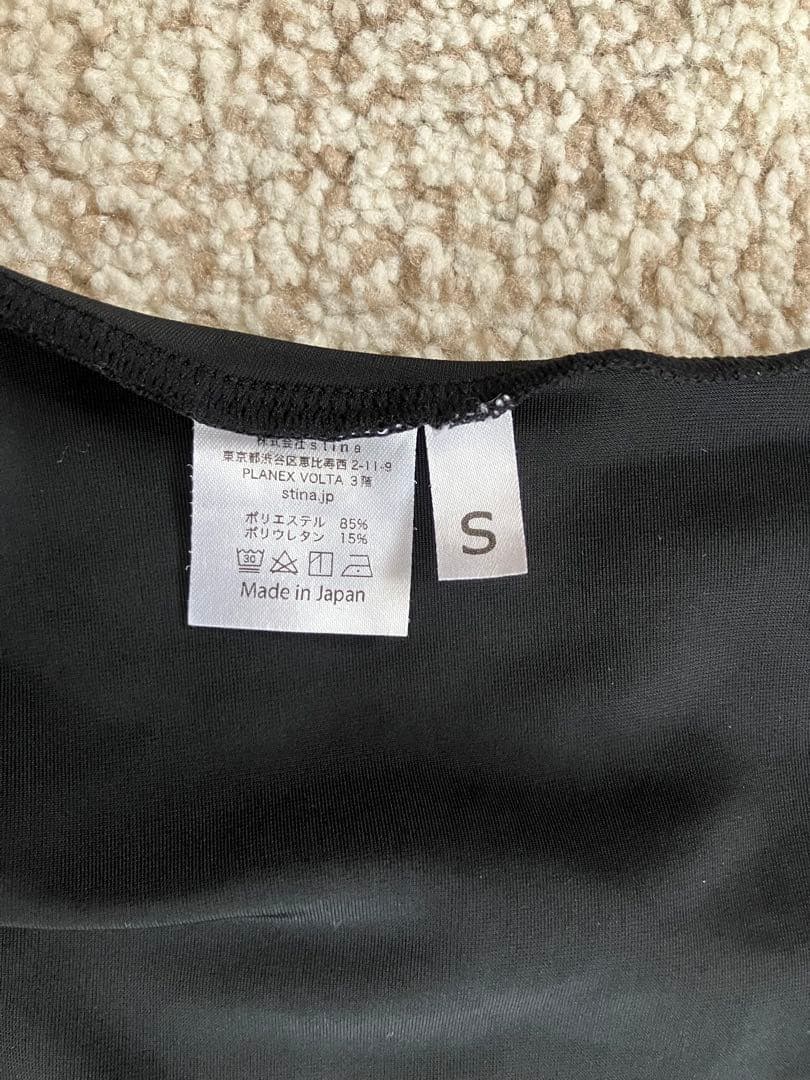 株式会社stina
東京都渋谷区恵比寿西 2-11-9
PLANEX VOLTA 3階
stina.jp
ポリエステル 85%
ポリウレタン 15%
30
Made in Japan
S